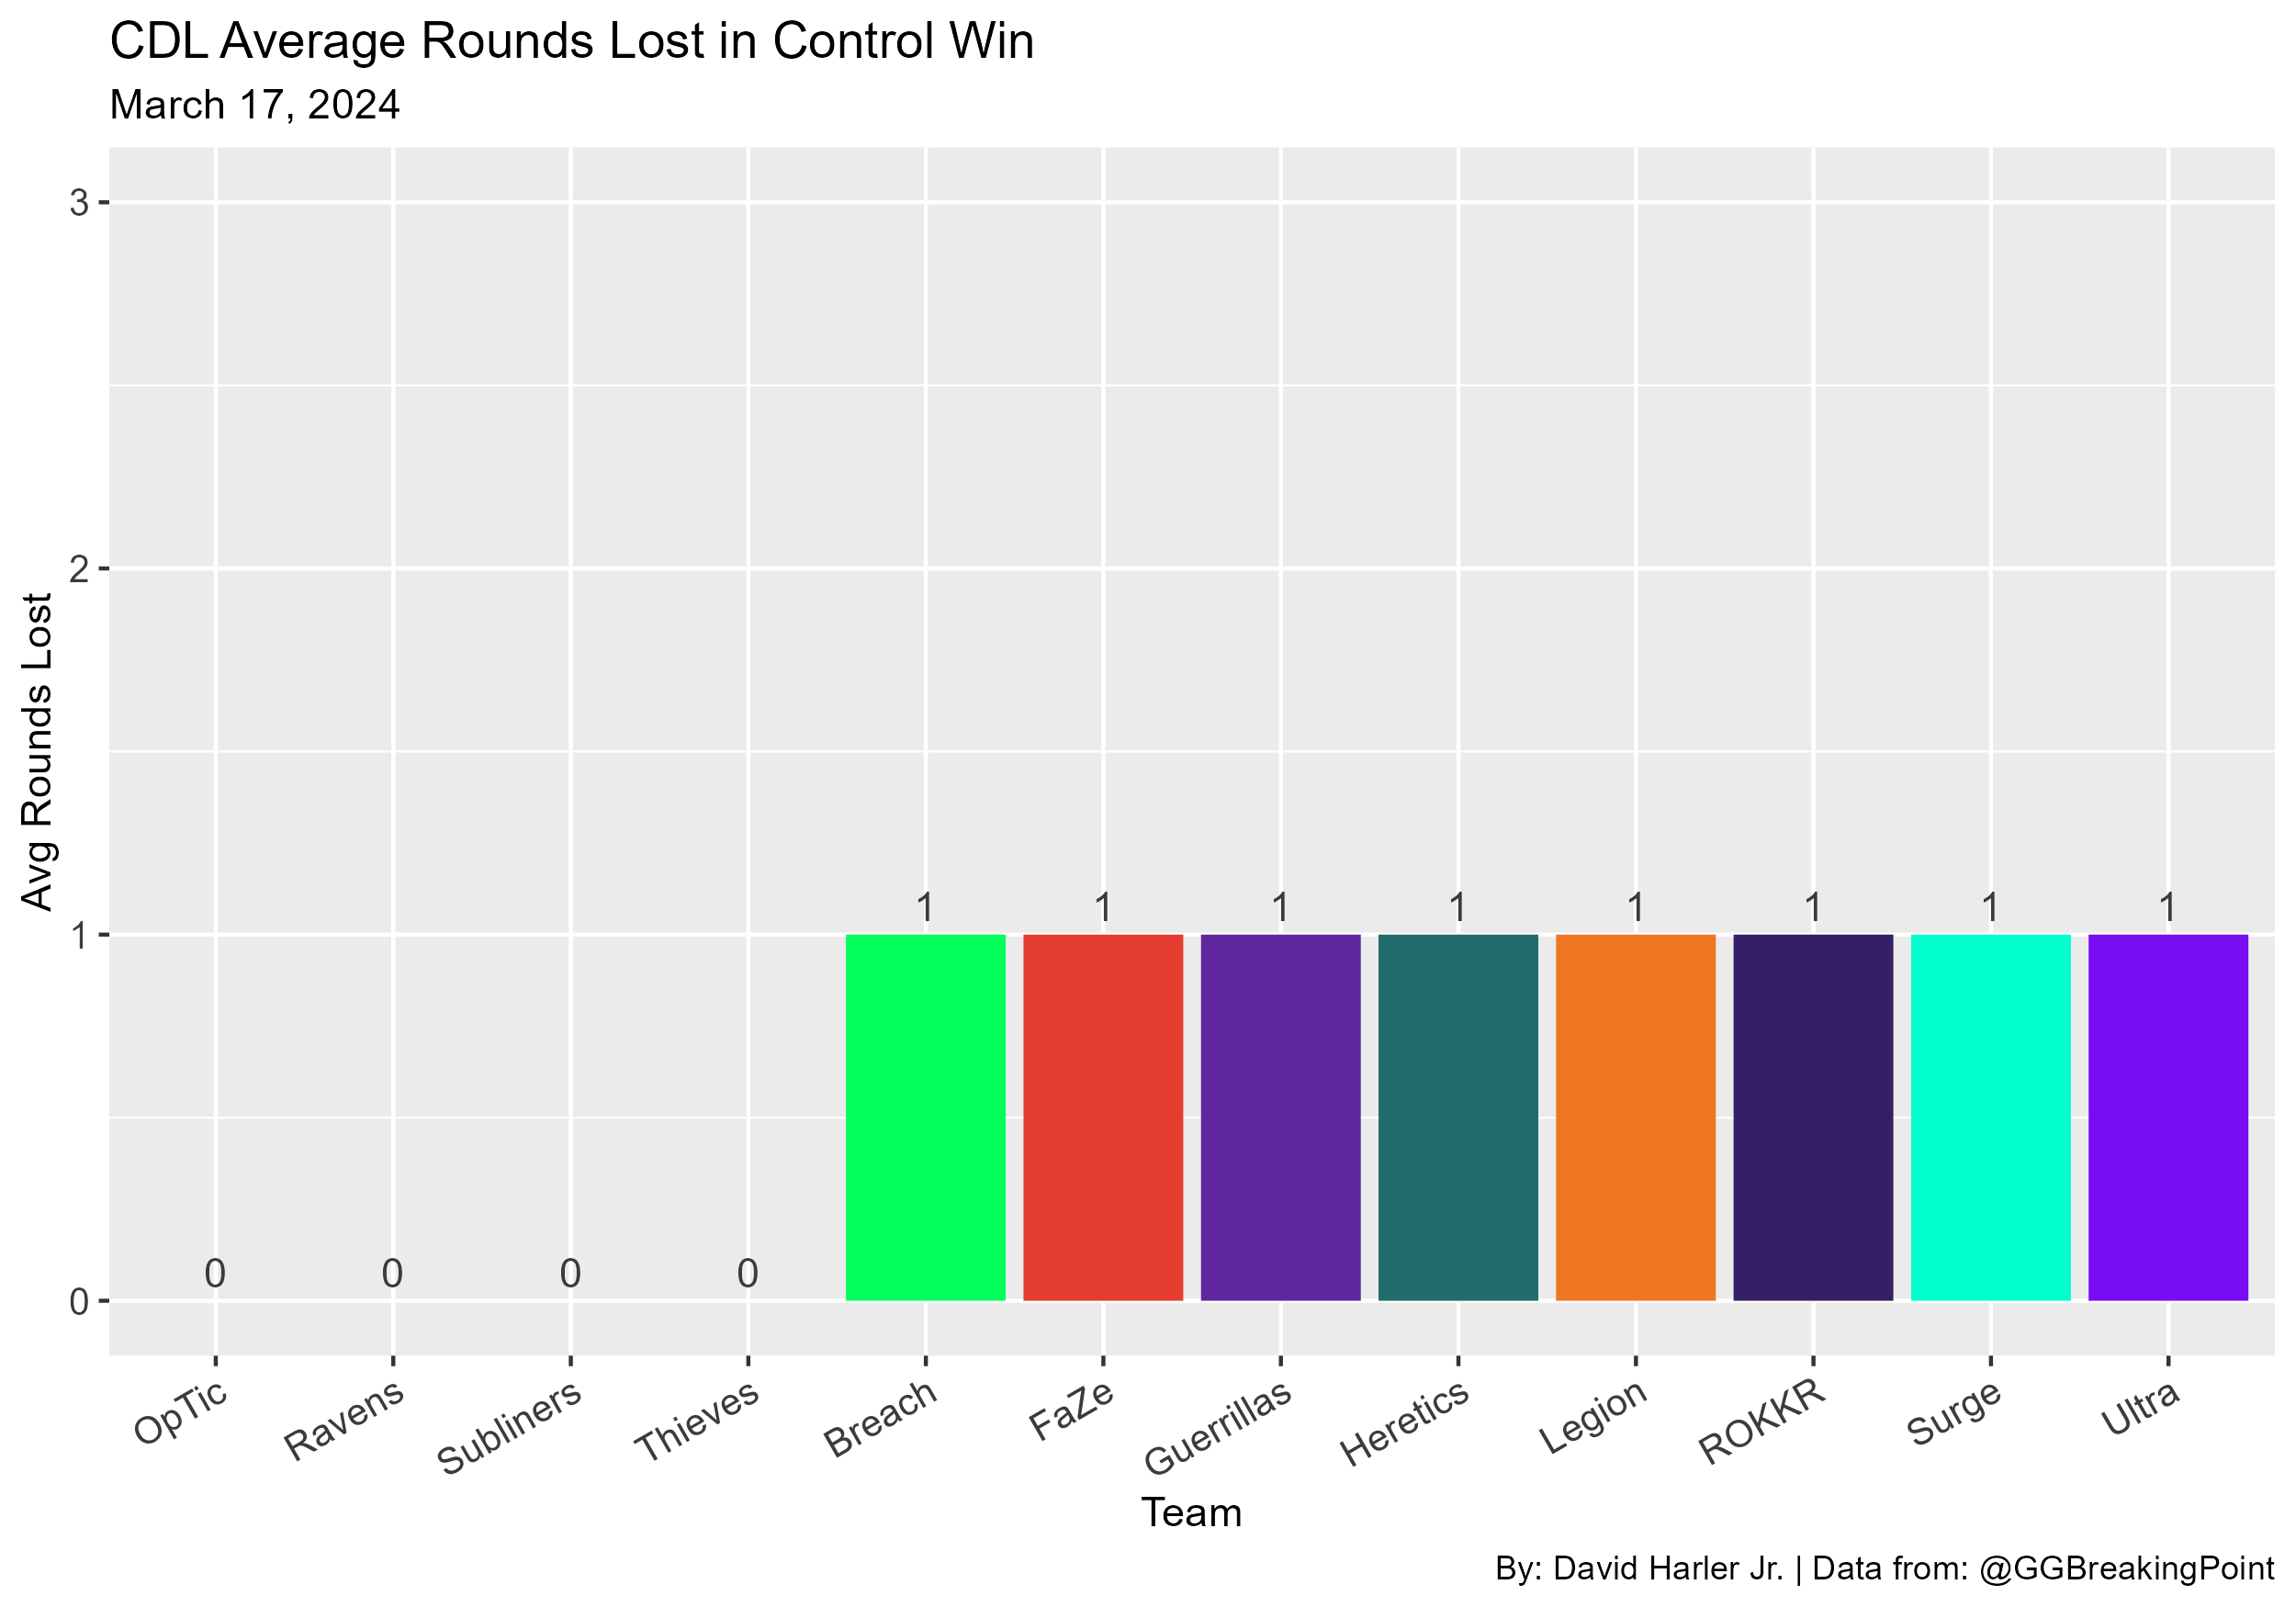 CDL Average Rounds Lost in Control Win
March 17, 2024
3
2
1
0
Avg Rounds Lost
0 0 0 0 1 1 1 1 1 1 1 1
OpTic Ravens Subliners Thieves Breach FaZe Guerrillas Heretics Legion ROKKR Surge Ultra
Team
By: David Harler Jr. | Data from: @GGBreakingPoint